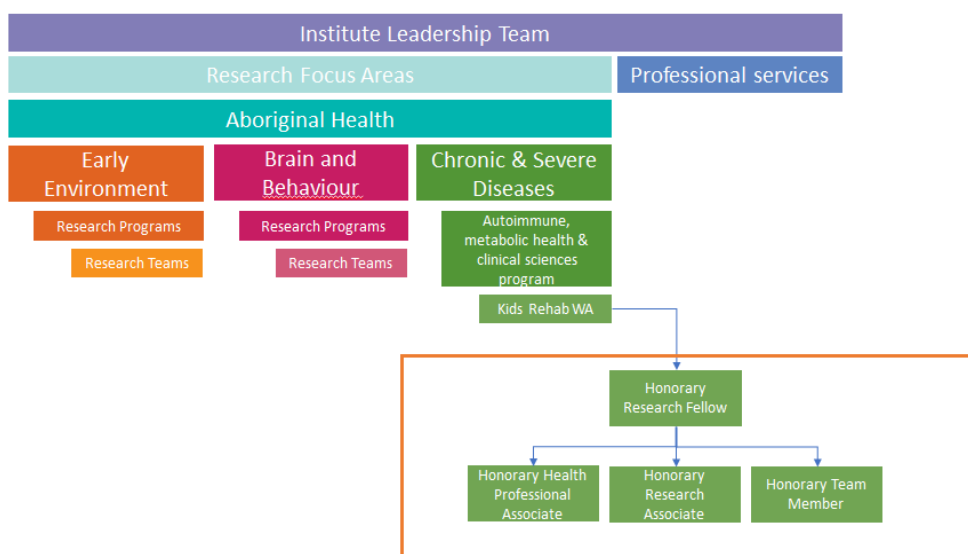 Institute Leadership Team
Research Focus Areas
Professional services
Aboriginal Health
Early
Environment
Brain and
Behaviour
Chronic & Severe
Diseases
Research Programs
Research Teams
Research Programs
Research Teams
Autoimmune,
metabolic health &
clinical sciences
program
Kids Rehab WA
Honorary
Research Fellow
Honorary Health
Professional
Associate
Honorary
Research
Associate
Honorary Team
Member